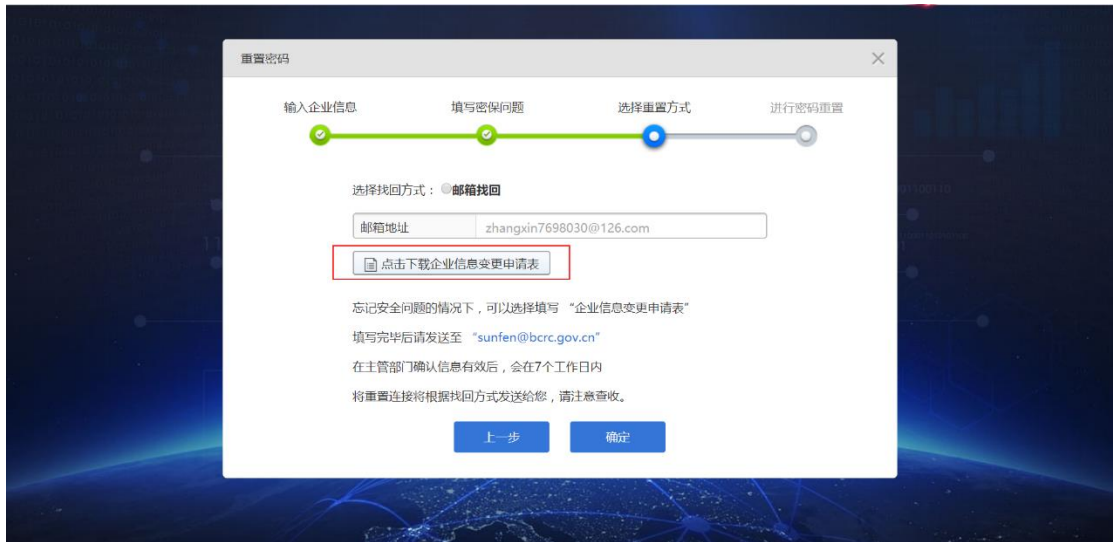 重置密码
输入企业信息
填写密保问题
选择重置方式
进行密码重置
选择找回方式：邮箱找回
邮箱地址 zhangxin7698030@126.com
点击下载企业信息变更申请表
忘记安全问题的情况下，可以选择填写 “企业信息变更申请表”
填写完毕后请发送至 “sunfen@bcrc.gov.cn”
在主管部门确认信息有效后，会在7个工作日内
将重置连接将根据找回方式发送给您，请注意查收。
上一步
确定